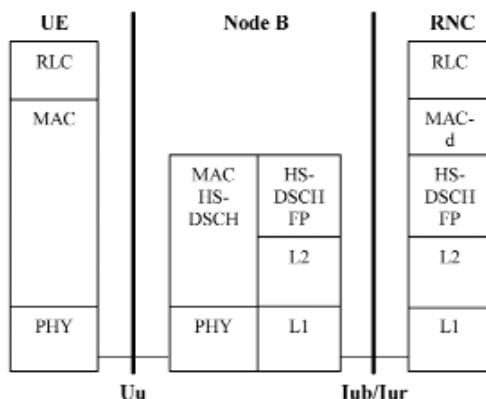 UE
Node B
RNC
RLC
MAC
PHY
MAC
HS-
DSCH
PHY
HS-
DSCH
FP
L2
L1
RLC
MAC-
d
HS-
DSCH
FP
L2
L1
Uu
Iub/Iur